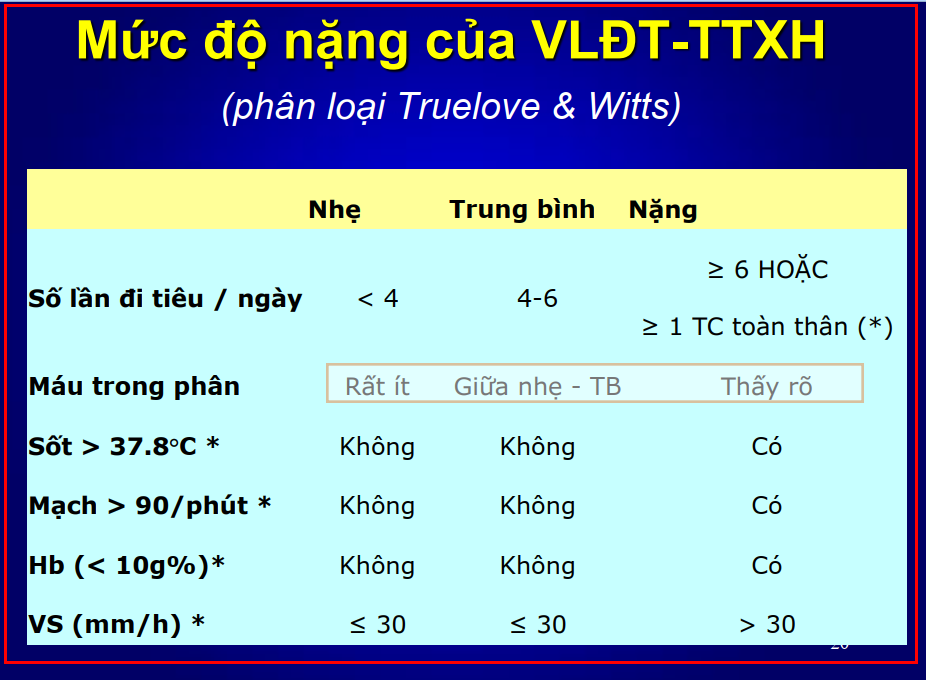 Mức độ nặng của VLĐT-TTXH
(phân loại Truelove & Witts)
Nhẹ Trung bình Nặng
Số lần đi tiêu / ngày < 4 4-6 ≥ 6 HOẶC
≥ 1 TC toàn thân (*)
Máu trong phân Rất ít Giữa nhẹ - TB Thấy rõ
Sốt > 37.8°C * Không Không Có
Mạch > 90/phút * Không Không Có
Hb (< 10g%)* Không Không Có
VS (mm/h) * ≤ 30 ≤ 30 > 30